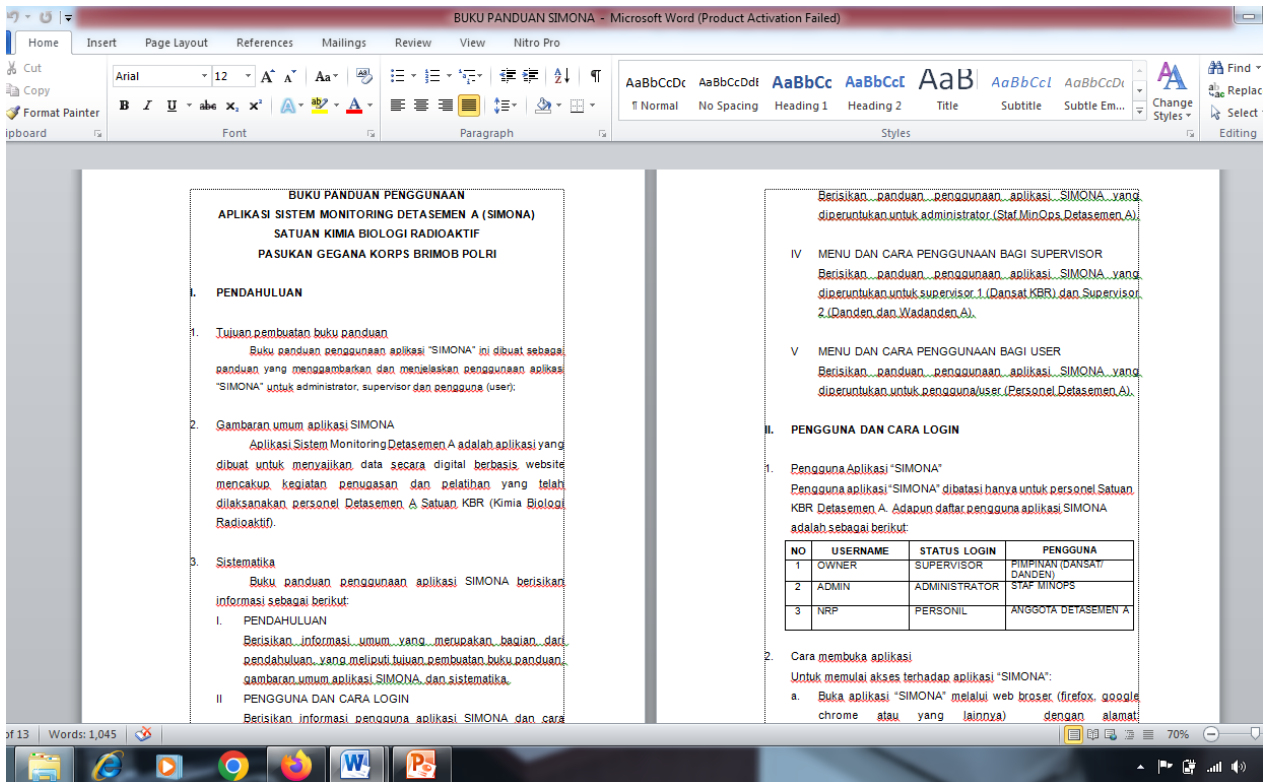 BUKU PANDUAN SIMONA - Microsoft Word (Product Activation Failed)
Home Insert Page Layout References Mailings Review View Nitro Pro
Cut
Copy
Format Painter
Arial 12
AaBbCcDc AaBbCcDdE AaBbCc AaBbCcI AaB AaBbCcL AaBbCcDc
¶ Normal No Spacing Heading 1 Heading 2 Title Subtitle Subtle Em...
Change Styles
Find
Replac
Select
ipboard Font Paragraph Styles Editing
BUKU PANDUAN PENGGUNAAN
APLIKASI SISTEM MONITORING DETASEMEN A (SIMONA)
SATUAN KIMIA BIOLOGI RADIOAKTIF
PASUKAN GEGANA KORPS BRIMOB POLRI
I. PENDAHULUAN
1. Tujuan pembuatan buku panduan
Buku panduan penggunaan aplikasi "SIMONA" ini dibuat sebagai
panduan yang menggambarkan dan menjelaskan penggunaan aplikasi
"SIMONA" untuk administrator, supervisor dan pengguna (user);
2. Gambaran umum aplikasi SIMONA
Aplikasi Sistem Monitoring Detasemen A adalah aplikasi yang
dibuat untuk menyajikan data secara digital berbasis website
mencakup kegiatan penugasan dan pelatihan yang telah
dilaksanakan personel Detasemen A Satuan KBR (Kimia Biologi
Radioaktif).
3. Sistematika
Buku panduan penggunaan aplikasi SIMONA berisikan
informasi sebagai berikut:
I. PENDAHULUAN
Berisikan informasi umum yang merupakan bagian dari
pendahuluan, yang meliputi tujuan pembuatan buku panduan,
gambaran umum aplikasi SIMONA, dan sistematika.
II PENGGUNA DAN CARA LOGIN
Berisikan informasi pengguna aplikasi SIMONA dan cara
Berisikan panduan penggunaan aplikasi SIMONA yang
diperuntukan untuk administrator (Staf MinOps Detasemen A)
IV MENU DAN CARA PENGGUNAAN BAGI SUPERVISOR
Berisikan panduan penggunaan aplikasi SIMONA yang
diperuntukan untuk supervisor 1 (Dansat KBR) dan Supervisor
2 (Danden dan Wadanden A).
V MENU DAN CARA PENGGUNAAN BAGI USER
Berisikan panduan penggunaan aplikasi SIMONA yang
diperuntukan untuk pengguna/user (Personel Detasemen A).
II. PENGGUNA DAN CARA LOGIN
1. Pengguna Aplikasi "SIMONA"
Pengguna aplikasi "SIMONA" dibatasi hanya untuk personel Satuan
KBR Detasemen A. Adapun daftar pengguna aplikasi SIMONA
adalah sebagai berikut:
NO USERNAME STATUS LOGIN PENGGUNA
1 OWNER SUPERVISOR PIMPINAN (DANSAT/ DANDEN)
2 ADMIN ADMINISTRATOR STAF MINOPS
3 NRP PERSONIL ANGGOTA DETASEMEN A
2. Cara membuka aplikasi
Untuk memulai akses terhadap aplikasi "SIMONA":
a. Buka aplikasi "SIMONA" melalui web broser (firefox, google
chrome atau yang lainnya) dengan alamat
of 13 Words: 1,045 70%